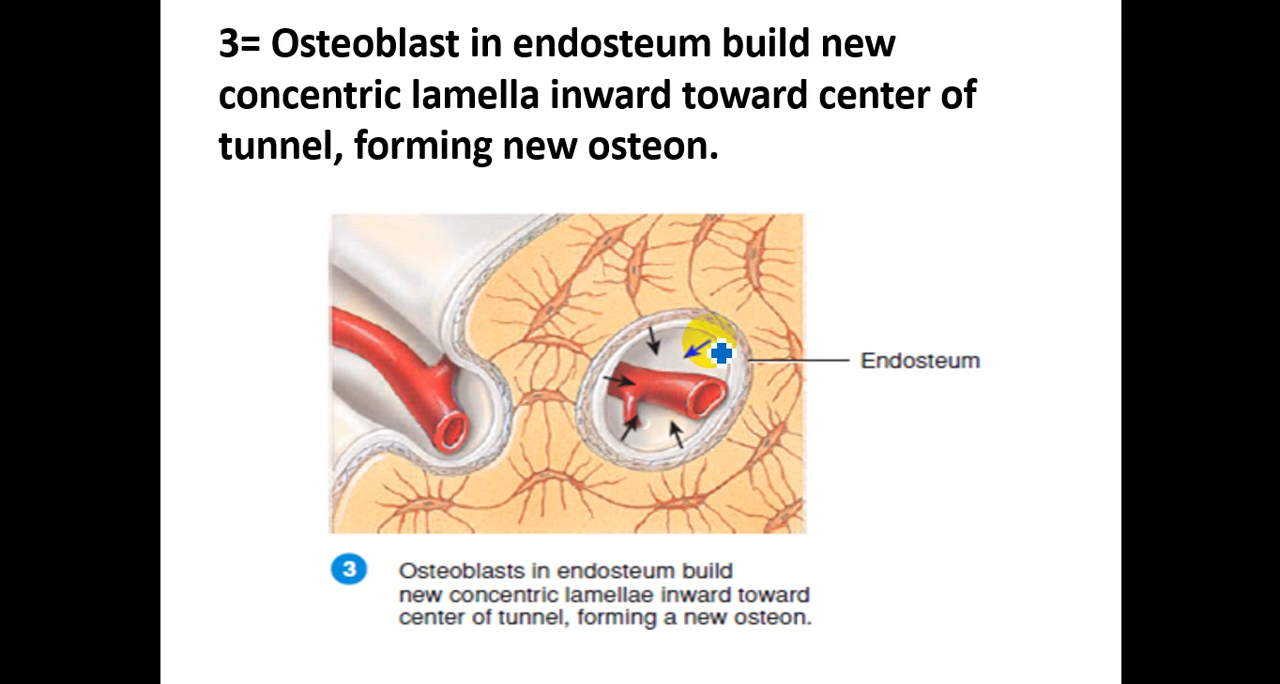 3= Osteoblast in endosteum build new
concentric lamella inward toward center of
tunnel, forming new osteon.
Endosteum
3
Osteoblasts in endosteum build
new concentric lamellae inward toward
center of tunnel, forming a new osteon.